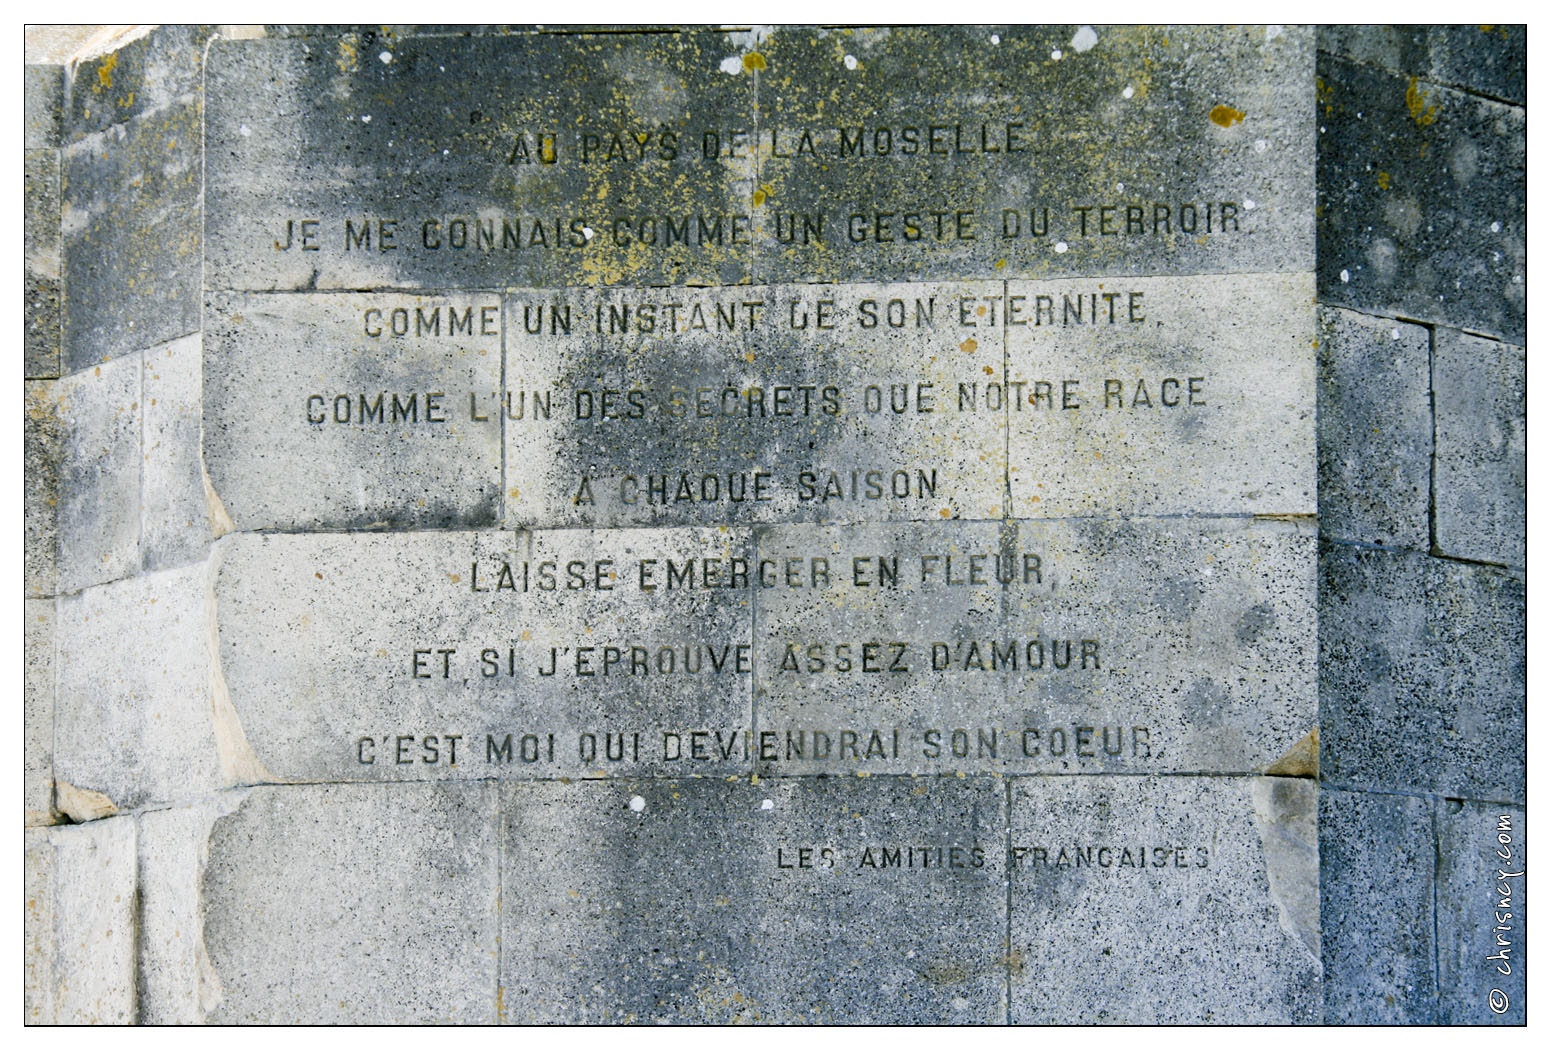 AU PAYS DE LA MOSELLE
JE ME CONNAIS COMME UN GESTE DU TERROIR,
COMME UN INSTANT DE SON ETERNITE,
COMME L'UN DES SECRETS QUE NOTRE RACE
A CHAQUE SAISON,
LAISSE EMERGER EN FLEUR,
ET, SI J'EPROUVE ASSEZ D'AMOUR,
C'EST MOI QUI DEVIENDRAI SON COEUR.
LES AMITIES FRANCAISES
© chrismcy.com